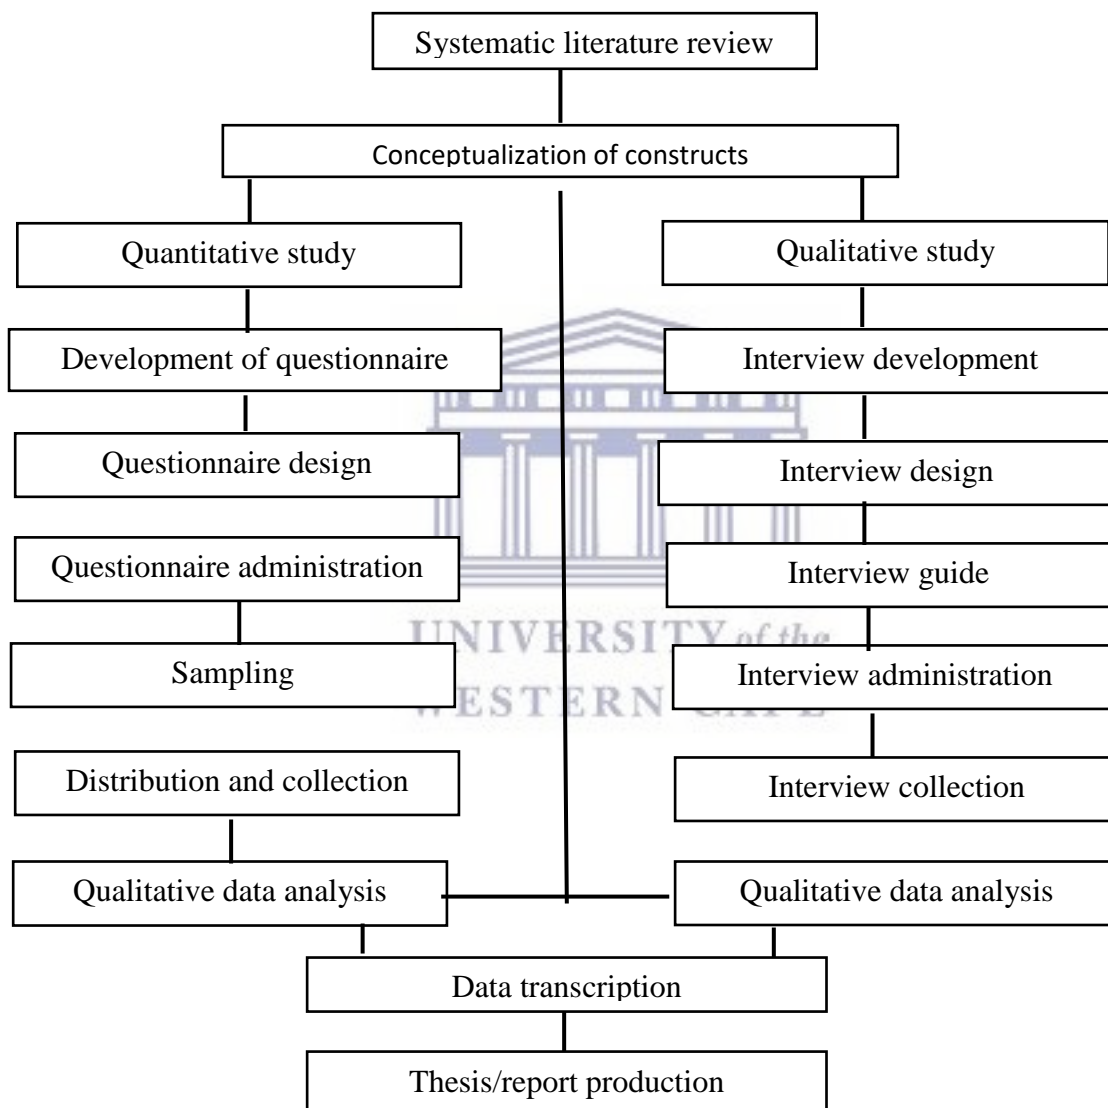 Systematic literature review
Conceptualization of constructs
Quantitative study
Qualitative study
Development of questionnaire
Interview development
Questionnaire design
Interview design
Questionnaire administration
Interview guide
UNIVERSITY of the
Sampling
Interview administration
WESTERN CAPE
Distribution and collection
Interview collection
Qualitative data analysis
Qualitative data analysis
Data transcription
Thesis/report production